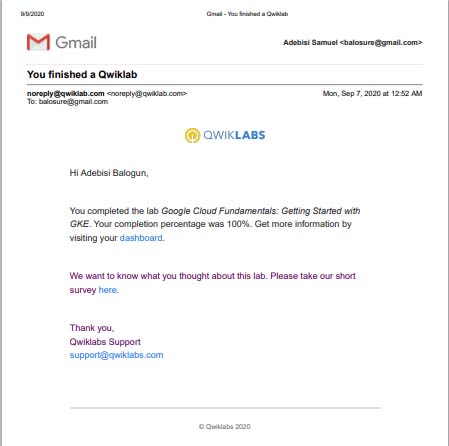 9/9/2020 Gmail - You finished a Qwiklab
Gmail Adebisi Samuel <balosure@gmail.com>
You finished a Qwiklab
noreply@qwiklab.com <noreply@qwiklab.com> Mon, Sep 7, 2020 at 12:52 AM
To: balosure@gmail.com
QWIKLABS
Hi Adebisi Balogun,
You completed the lab Google Cloud Fundamentals: Getting Started with
GKE. Your completion percentage was 100%. Get more information by
visiting your dashboard.
We want to know what you thought about this lab. Please take our short
survey here.
Thank you,
Qwiklabs Support
support@qwiklabs.com
© Qwiklabs 2020